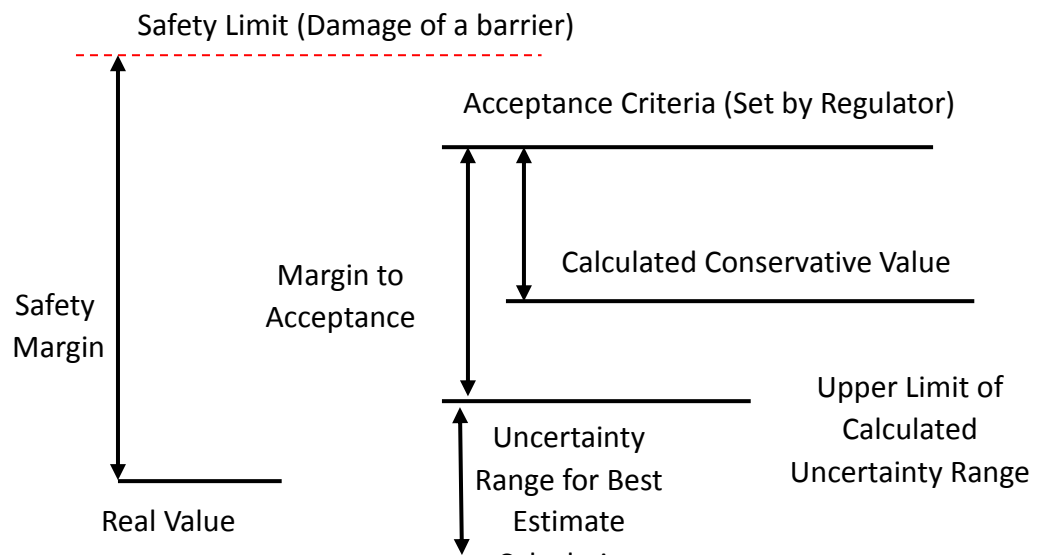 Safety Limit (Damage of a barrier)
Acceptance Criteria (Set by Regulator)
Calculated Conservative Value
Margin to
Acceptance
Safety
Margin
Upper Limit of
Calculated
Uncertainty Range
Uncertainty
Range for Best
Estimate
Real Value